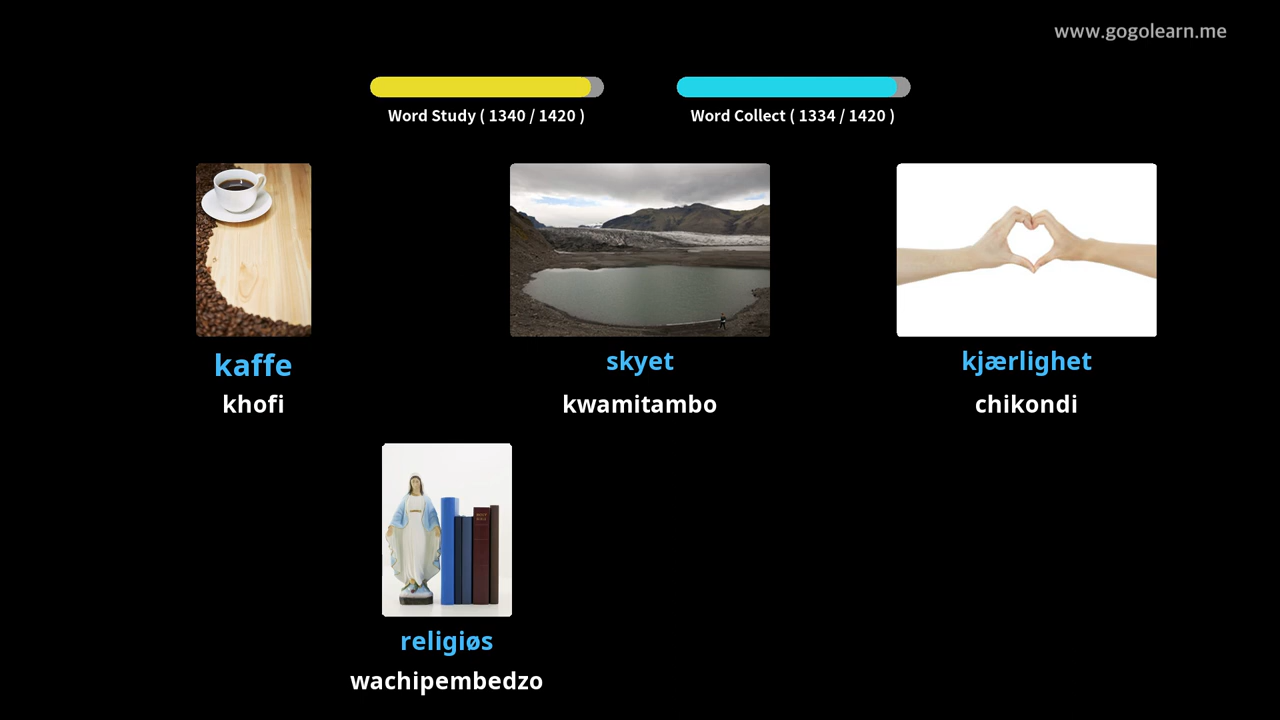 www.gogolearn.me
Word Study ( 1340 / 1420 )
Word Collect ( 1334 / 1420 )
kaffe
khofi
skyet
kwamitambo
kjærlighet
chikondi
religiøs
wachipembedzo